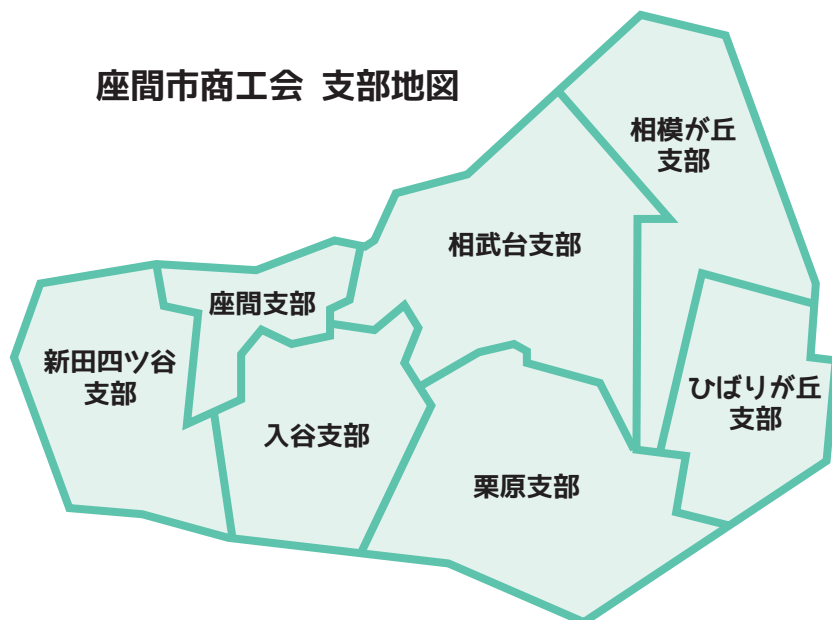 座間市商工会 支部地図
相模が丘
支部
相武台支部
座間支部
新田四ツ谷
支部
ひばりが丘
支部
入谷支部
栗原支部